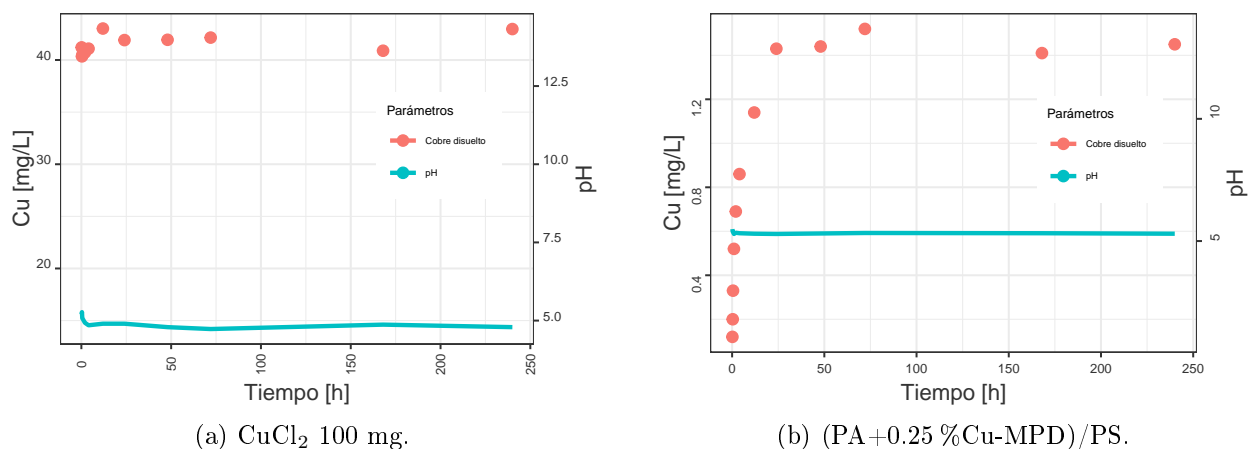 40
30
20
Cu [mg/L]
12.5
10.0
7.5
5.0
pH
Parámetros
Cobre disuelto
pH
0
50
100
150
200
250
Tiempo [h]
(a) CuCl₂ 100 mg.
1.2
0.8
0.4
Cu [mg/L]
10
5
pH
Parámetros
Cobre disuelto
pH
0
50
100
150
200
250
Tiempo [h]
(b) (PA+0.25 %Cu-MPD)/PS.